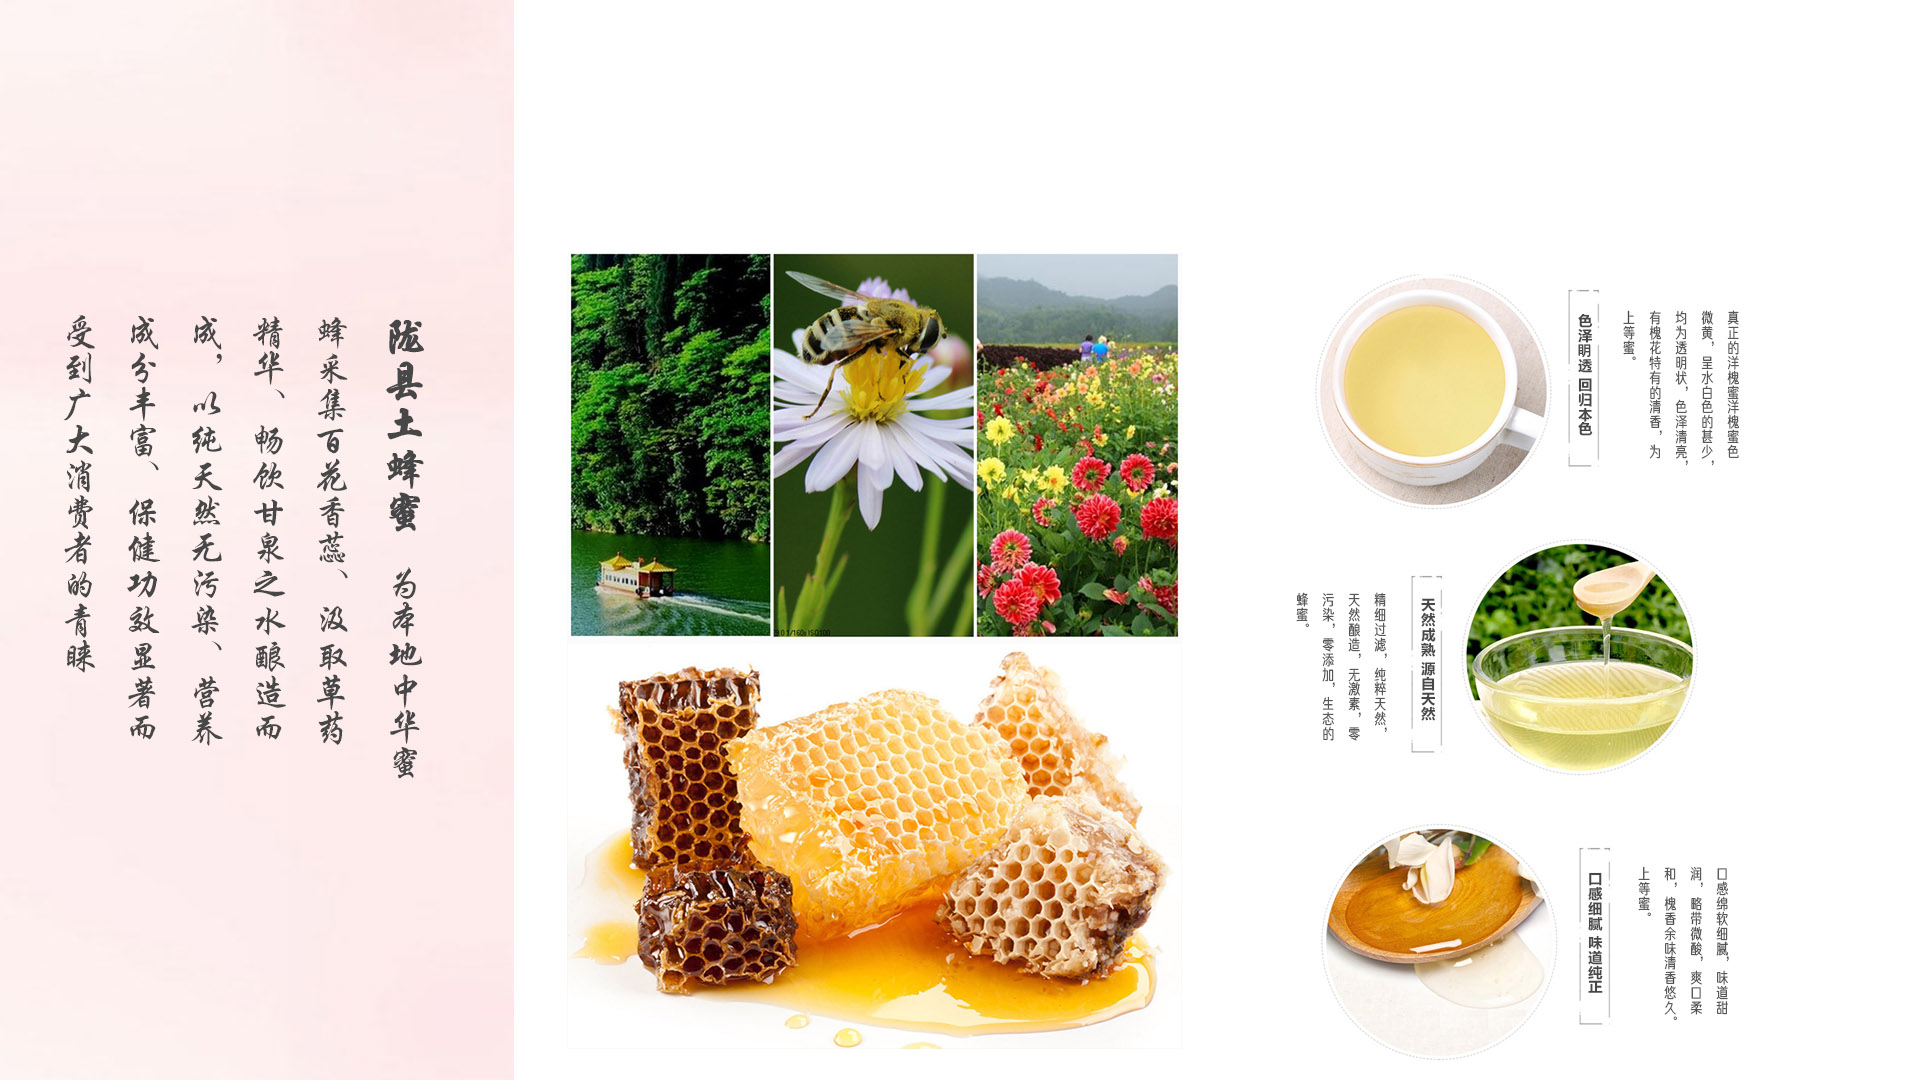 陇县土蜂蜜 为本地中华蜜
蜂采集百花香蕊、汲取草药
精华、畅饮甘泉之水酿造而
成，以纯天然无污染、营养
成分丰富、保健功效显著而
受到广大消费者的青睐
色泽明透 回归本色
真正的洋槐蜜洋槐蜜色
微黄，呈水白色的甚少，
均为透明状，色泽清亮，
有槐花特有的清香，为
上等蜜。
天然成熟 源自天然
精细过滤，纯粹天然，
天然酿造，无激素，零
污染，零添加，生态的
蜂蜜。
口感细腻 味道纯正
口感绵软细腻，味道甜
润，略带微酸，爽口柔
和，槐香余味清香悠久。
上等蜜。